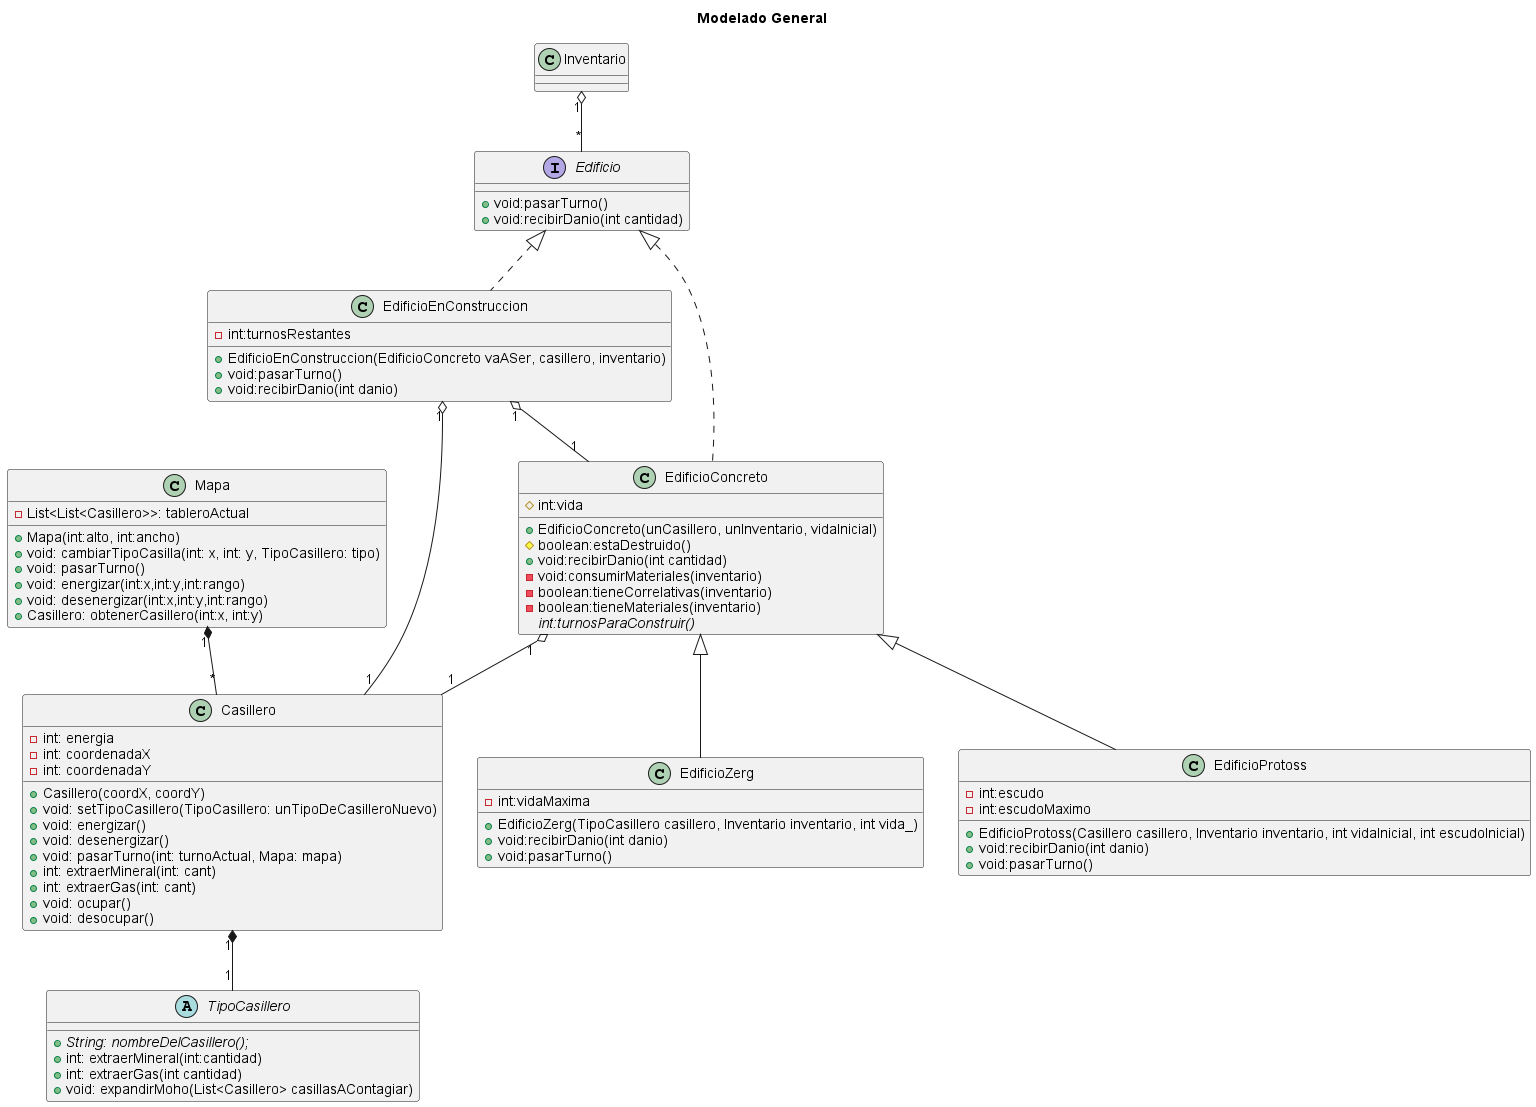 Modelado General
C Inventario
1
*
I Edificio
void:pasarTurno()
void:recibirDanio(int cantidad)
C EdificioEnConstruccion
int:turnosRestantes
EdificioEnConstruccion(EdificioConcreto vaASer, casillero, inventario)
void:pasarTurno()
void:recibirDanio(int danio)
1
1
1
C Mapa
List<List<Casillero>>: tableroActual
Mapa(int:alto, int:ancho)
void: cambiarTipoCasilla(int: x, int: y, TipoCasillero: tipo)
void: pasarTurno()
void: energizar(int:x,int:y,int:rango)
void: desenergizar(int:x,int:y,int:rango)
Casillero: obtenerCasillero(int:x, int:y)
C EdificioConcreto
int:vida
EdificioConcreto(unCasillero, unInventario, vidaInicial)
boolean:estaDestruido()
void:recibirDanio(int cantidad)
void:consumirMateriales(inventario)
boolean:tieneCorrelativas(inventario)
boolean:tieneMateriales(inventario)
int:turnosParaConstruir()
1
1
*
1
1
C Casillero
int: energia
int: coordenadaX
int: coordenadaY
Casillero(coordX, coordY)
void: setTipoCasillero(TipoCasillero: unTipoDeCasilleroNuevo)
void: energizar()
void: desenergizar()
void: pasarTurno(int: turnoActual, Mapa: mapa)
int: extraerMineral(int: cant)
int: extraerGas(int: cant)
void: ocupar()
void: desocupar()
C EdificioZerg
int:vidaMaxima
EdificioZerg(TipoCasillero casillero, Inventario inventario, int vida_)
void:recibirDanio(int danio)
void:pasarTurno()
C EdificioProtoss
int:escudo
int:escudoMaximo
EdificioProtoss(Casillero casillero, Inventario inventario, int vidaInicial, int escudoInicial)
void:recibirDanio(int danio)
void:pasarTurno()
1
1
A TipoCasillero
String: nombreDelCasillero();
int: extraerMineral(int:cantidad)
int: extraerGas(int cantidad)
void: expandirMoho(List<Casillero> casillasAContagiar)